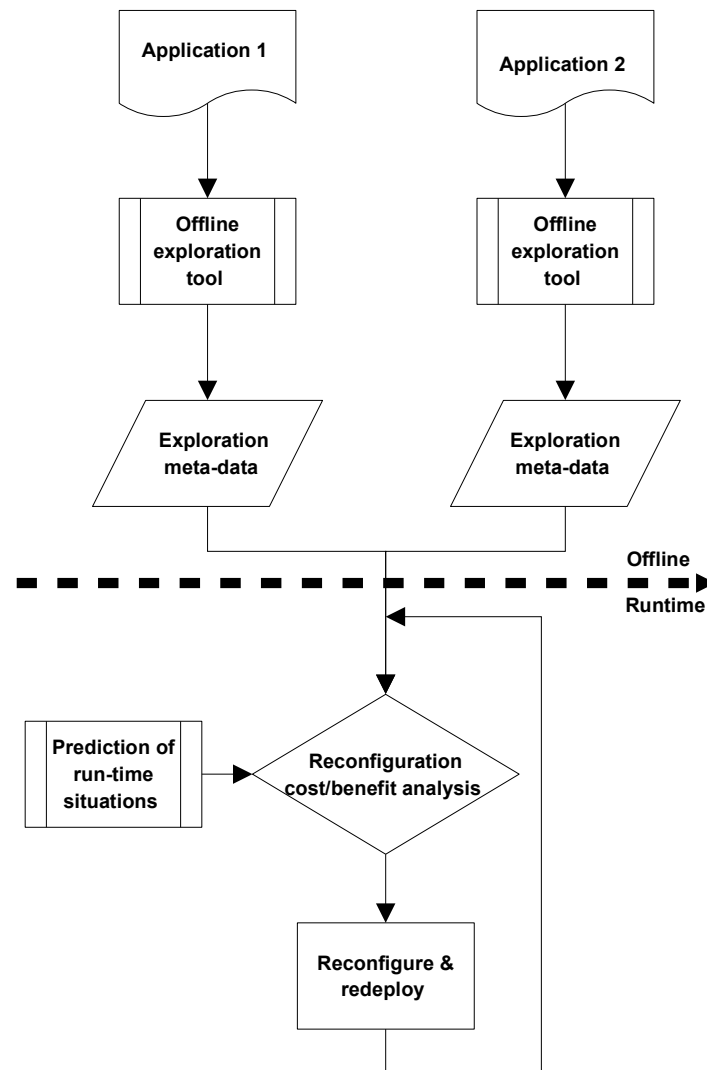 Application 1
Application 2
Offline
exploration
tool
Offline
exploration
tool
Exploration
meta-data
Exploration
meta-data
Offline
Runtime
Prediction of
run-time
situations
Reconfiguration
cost/benefit analysis
Reconfigure &
redeploy